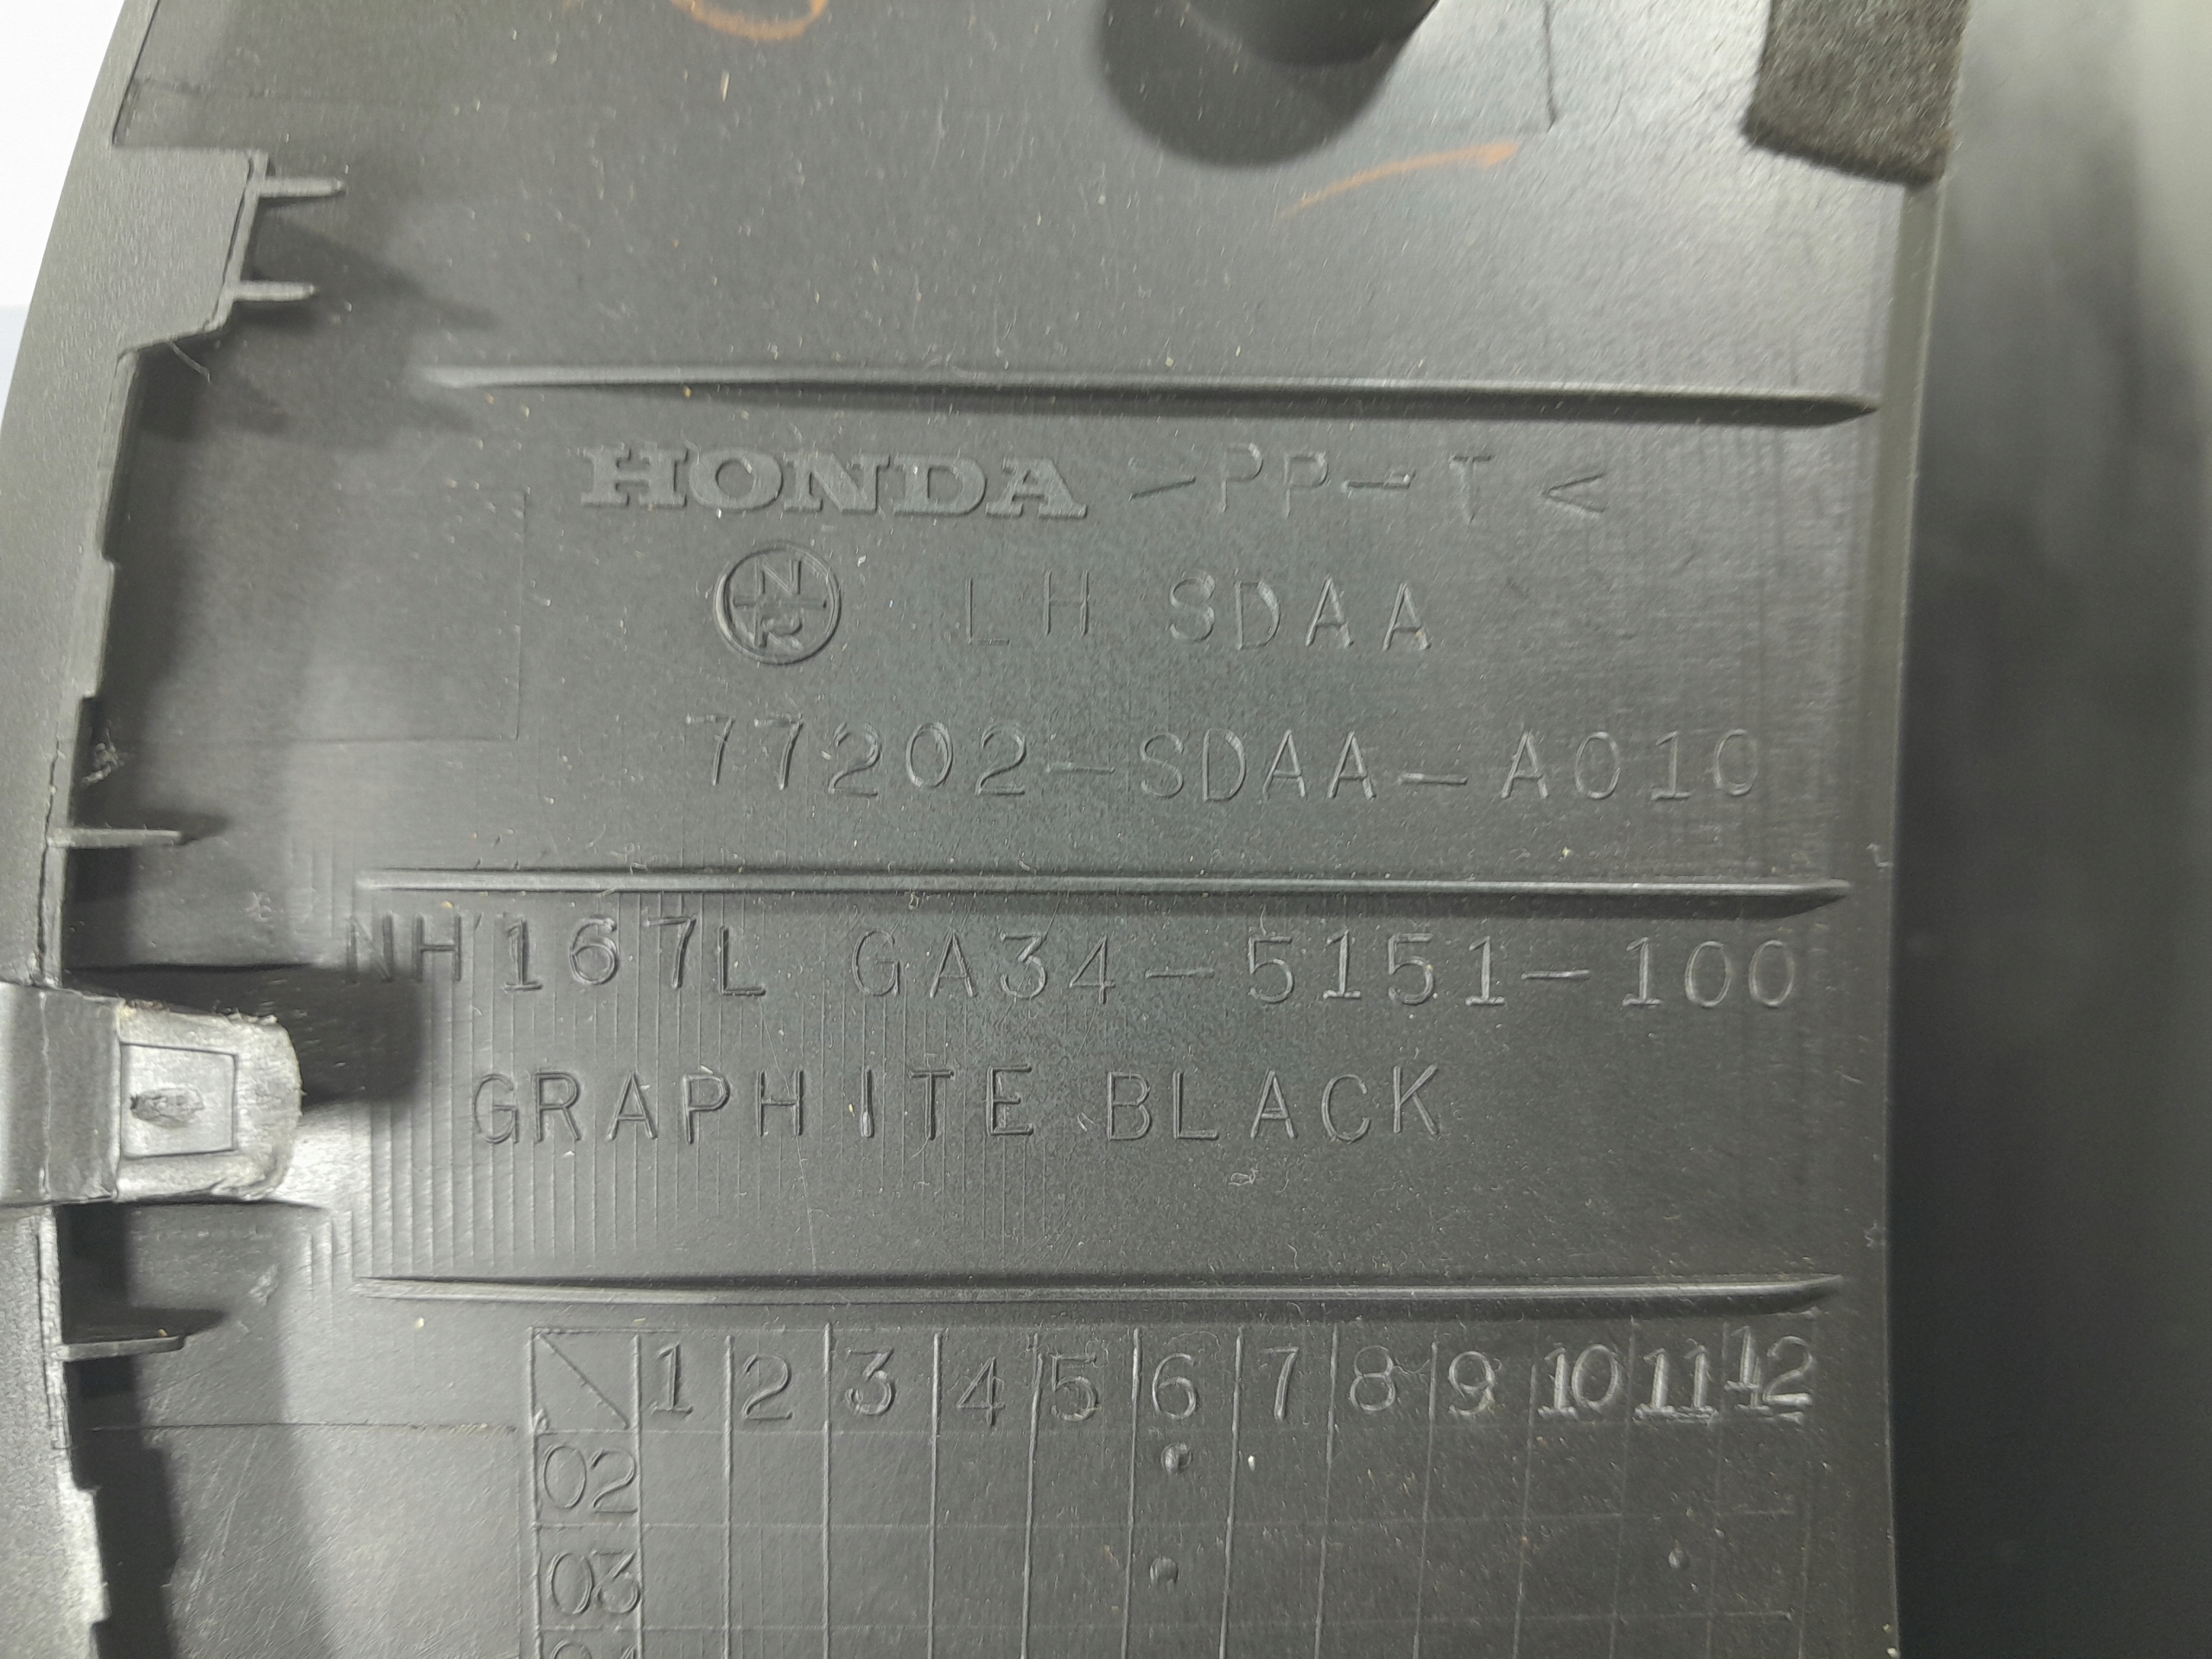 HONDA >PP-T<
NR LH SDAA
77202-SDAA-A010
NH167L GA34-5151-100
GRAPHITE BLACK
1 2 3 4 5 6 7 8 9 10 11 12
02
03